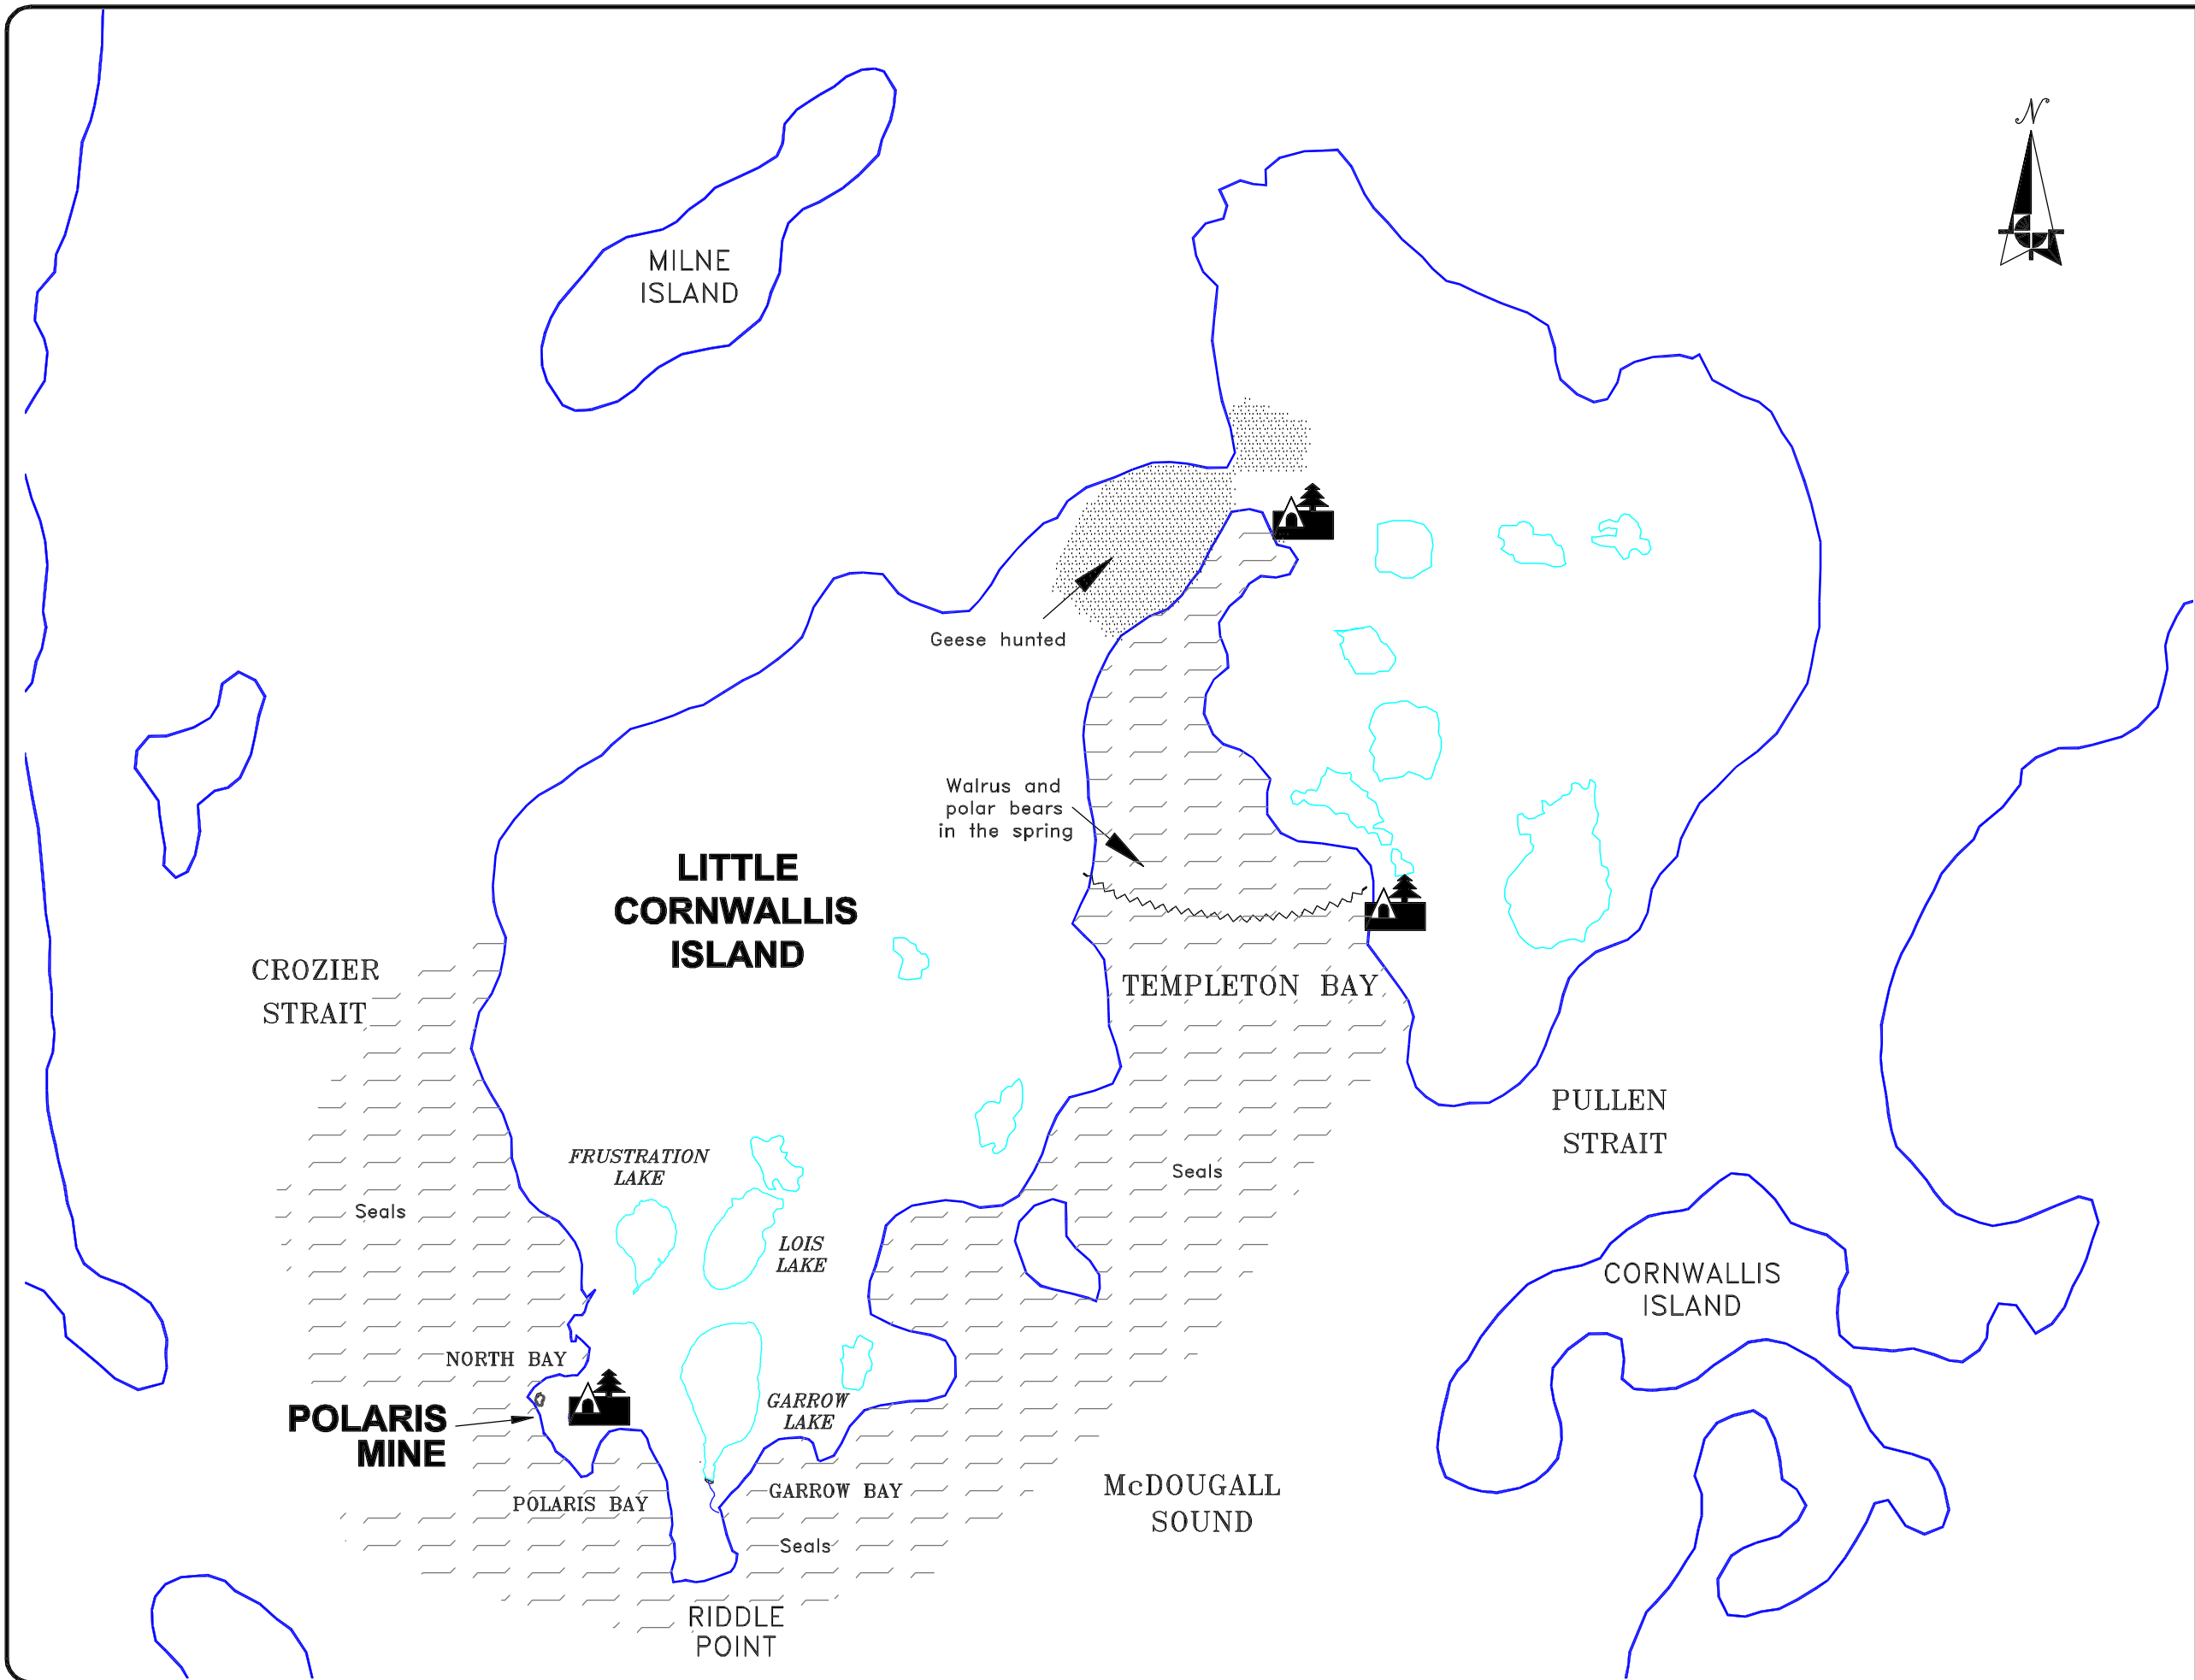 N
MILNE
ISLAND
Geese hunted
Walrus and
polar bears
in the spring
LITTLE
CORNWALLIS
ISLAND
CROZIER
STRAIT
TEMPLETON BAY
PULLEN
STRAIT
FRUSTRATION
LAKE
Seals
Seals
LOIS
LAKE
CORNWALLIS
ISLAND
NORTH BAY
POLARIS
MINE
GARROW
LAKE
POLARIS BAY
GARROW BAY
McDOUGALL
SOUND
Seals
RIDDLE
POINT